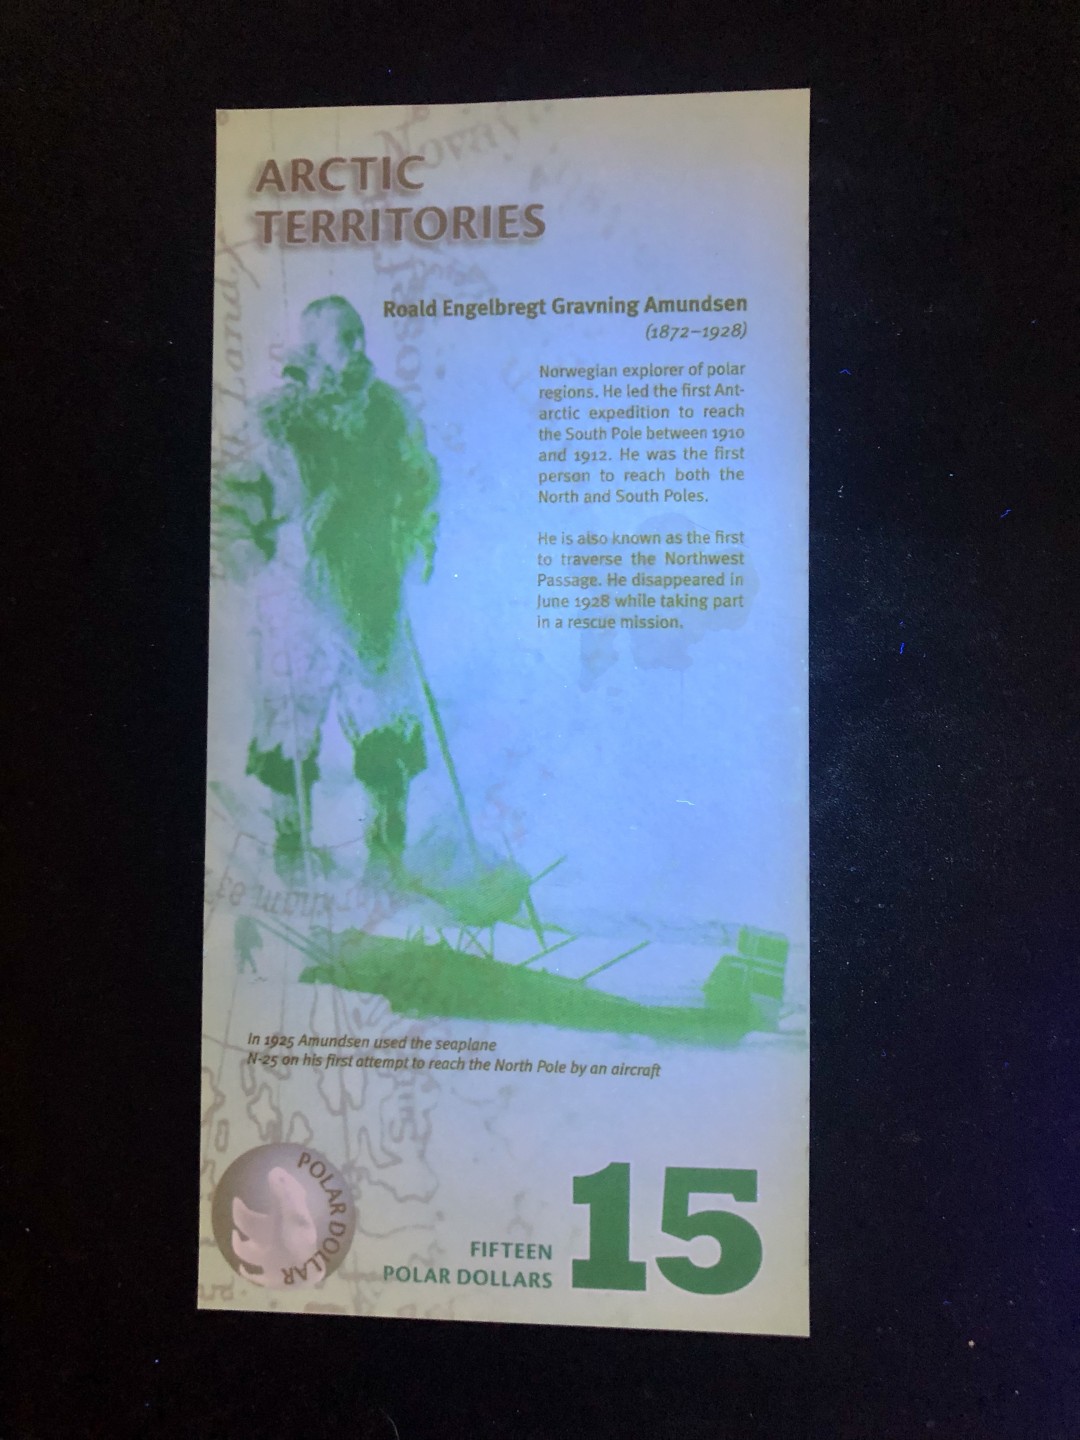 ARCTIC
TERRITORIES
Roald Engelbregt Gravning Amundsen
(1872–1928)
Norwegian explorer of polar
regions. He led the first Ant-
arctic expedition to reach
the South Pole between 1910
and 1912. He was the first
person to reach both the
North and South Poles.
He is also known as the first
to traverse the Northwest
Passage. He disappeared in
June 1928 while taking part
in a rescue mission.
In 1925 Amundsen used the seaplane
N-25 on his first attempt to reach the North Pole by an aircraft
POLAR DOLLAR
FIFTEEN
POLAR DOLLARS
15